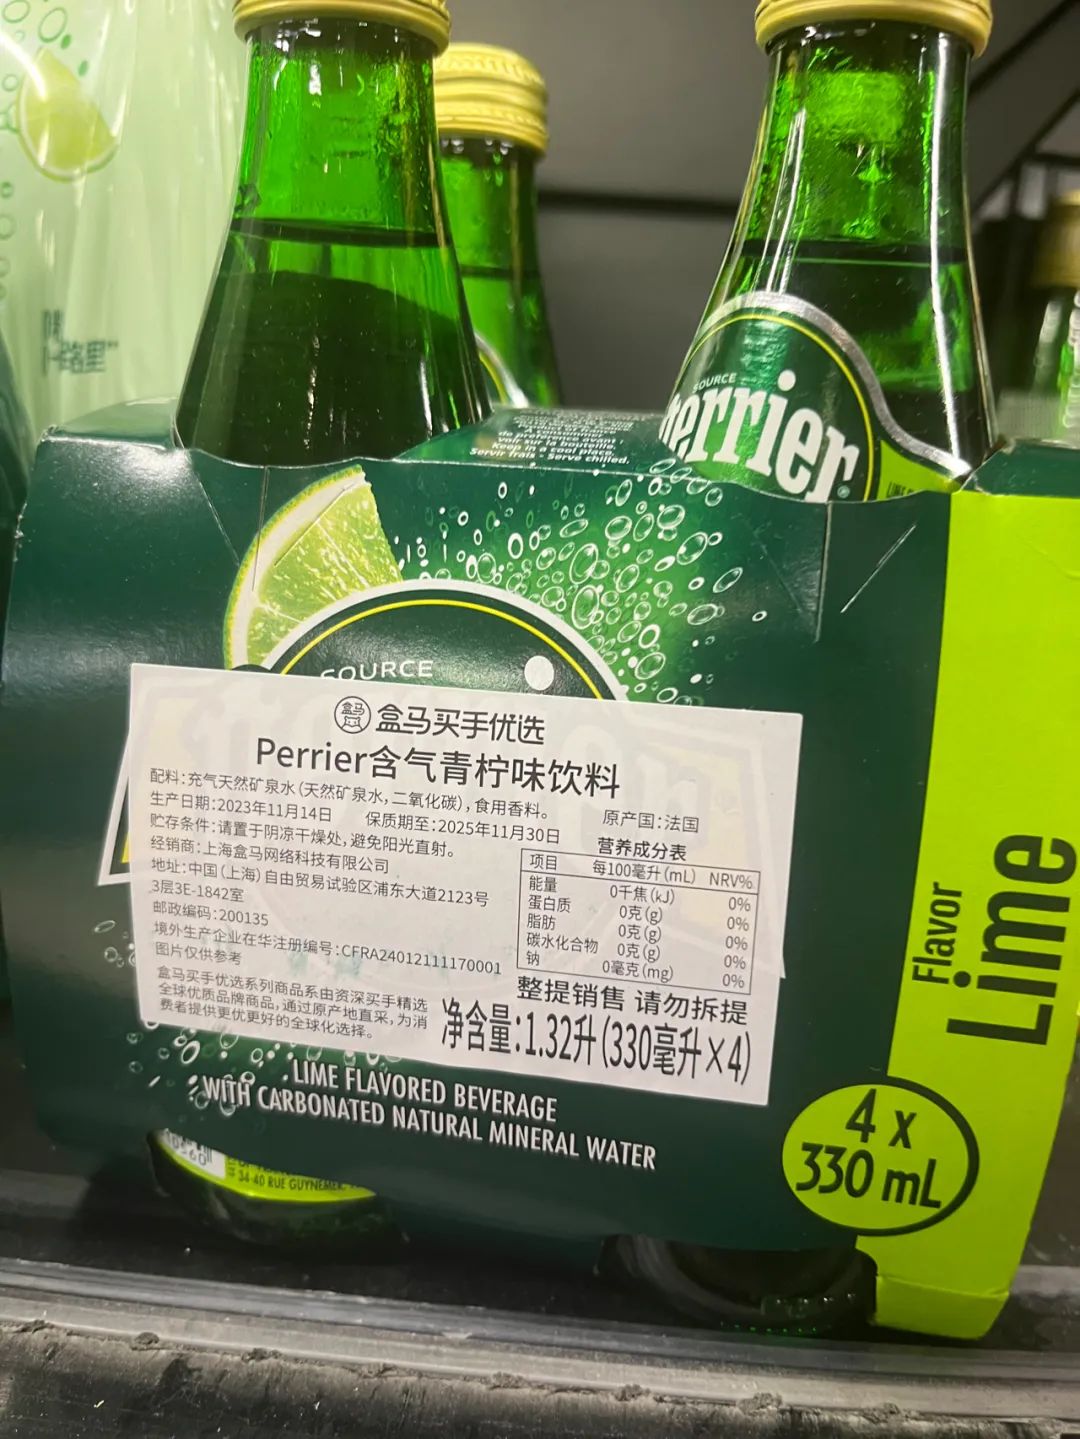 SOURCE
Perrier
Keep in a cool place.
Servir frais - Serve chilled.
SOURCE
盒马
盒马买手优选
Perrier含气青柠味饮料
配料:充气天然矿泉水(天然矿泉水,二氧化碳),食用香料。
生产日期:2023年11月14日 保质期至:2025年11月30日
原产国:法国
贮存条件:请置于阴凉干燥处,避免阳光直射。
经销商:上海盒马网络科技有限公司
地址:中国(上海)自由贸易试验区浦东大道2123号
3层3E-1842室
邮政编码:200135
境外生产企业在华注册编号:CFRA24012111170001
图片仅供参考
盒马买手优选系列商品系由资深买手精选
全球优质品牌商品,通过原产地直采,为消
费者提供更优更好的全球化选择。
营养成分表
项目 每100毫升(mL) NRV%
能量 0千焦(kJ) 0%
蛋白质 0克(g) 0%
脂肪 0克(g) 0%
碳水化合物 0克(g) 0%
钠 0毫克(mg) 0%
整提销售 请勿拆提
净含量:1.32升(330毫升×4)
LIME FLAVORED BEVERAGE
WITH CARBONATED NATURAL MINERAL WATER
34-40 RUE GUYNEMER
Flavor
Lime
4 x
330 mL